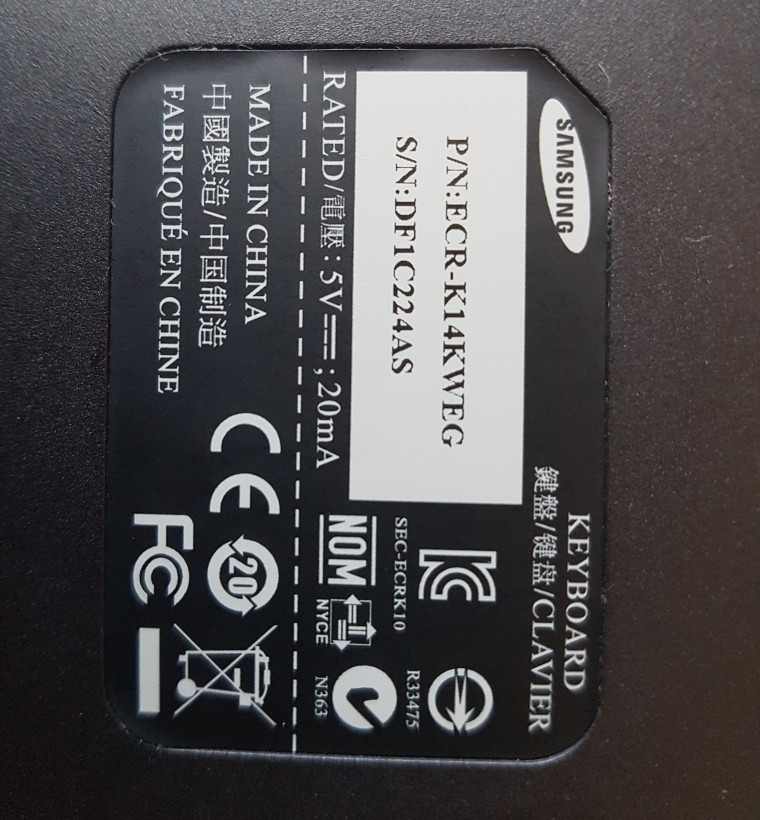 SAMSUNG
KEYBOARD
鍵盤/键盘/CLAVIER
P/N:ECR-K14KWEG
S/N:DF1C224AS
SEC-ECRK10
R33475
RATED/電壓: 5V⎓; 20mA
NOM
NYCE
N363
MADE IN CHINA
中國製造/中国制造
FABRIQUÉ EN CHINE
CE
20
FC